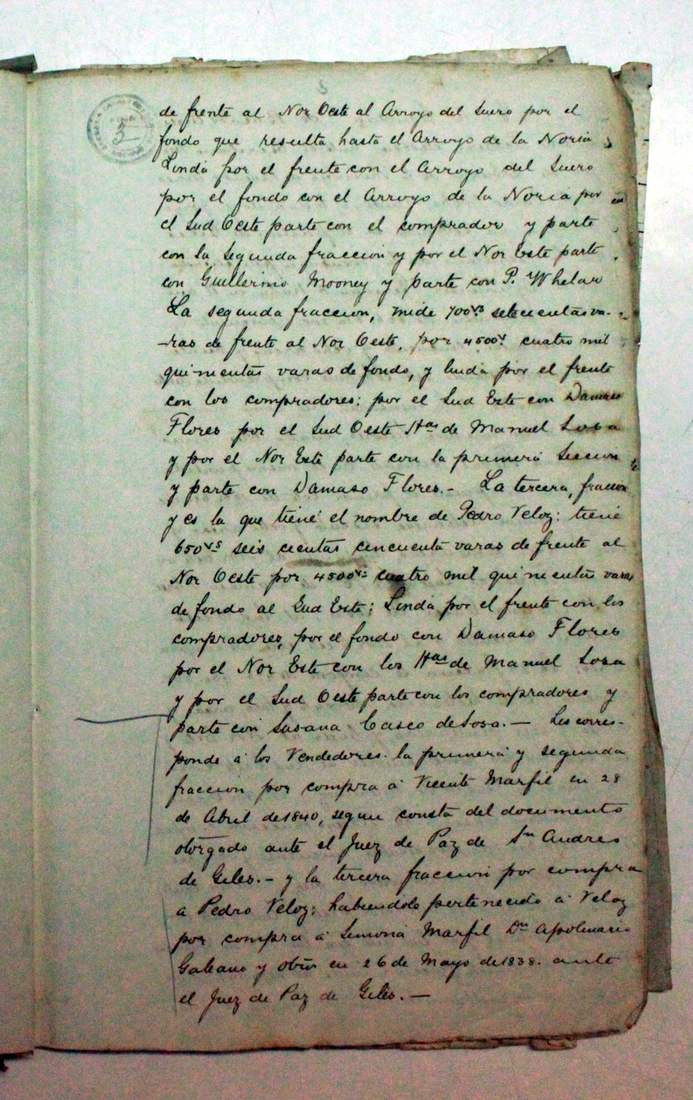 de frente al Nor Oeste al Arroyo del Suero por el
fondo que resulta hasta el Arroyo de la Noria
Linda por el frente con el Arroyo del Suero
por el fondo con el Arroyo de la Noria por
el Sud Oeste parte con el comprador y parte
con la segunda fraccion y por el Nor Este parte
con Guillermo Mooney y parte con P. Whelan
La segunda fraccion, mide 700vs setecientas va-
-ras de frente al Nor Oeste, por 4500vs cuatro mil
quinientas varas de fondo, y linda por el frente
con los compradores; por el Sud Este con Damaso
Flores por el Sud Oeste Hos de Manuel Sosa
y por el Nor Este parte con la primera seccion
y parte con Damaso Flores.- La tercera, fraccion
y es la que tiene el nombre de Pedro Veloz: tiene
650vs seis cientas cincuenta varas de frente al
Nor Oeste por 4500vs cuatro mil quinientas varas
de fondo al Sud Este; Linda por el frente con los
compradores, por el fondo con Damaso Flores
por el Nor Este con los Hos de Manuel Sosa
y por el Sud Oeste parte con los compradores y
parte con Susana Casco de Sosa.— Les corres-
ponde á los Vendedores la primera y segunda
fraccion por compra á Vicente Marfil en 28
de Abril de 1840, segun consta del documento
otorgado ante el Juez de Paz de Sn Andres
de Giles.- y la tercera fraccion por compra
a Pedro Veloz; habiendole pertenecido á Veloz
por compra á Simona Marfil Dn Apolinario
Galeano y otros en 26 de Mayo de 1838. ante
el Juez de Paz de Giles.—